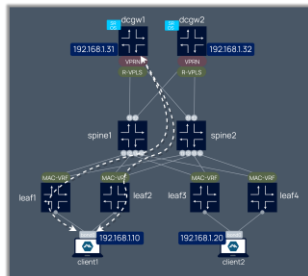 dcgw1 dcgw2
192.168.1.31 192.168.1.32
VPRN VPRN
R-VPLS R-VPLS
spine1 spine2
MAC-VRF MAC-VRF MAC-VRF MAC-VRF
leaf1 leaf2 leaf3 leaf4
192.168.1.10 192.168.1.20
client1 client2